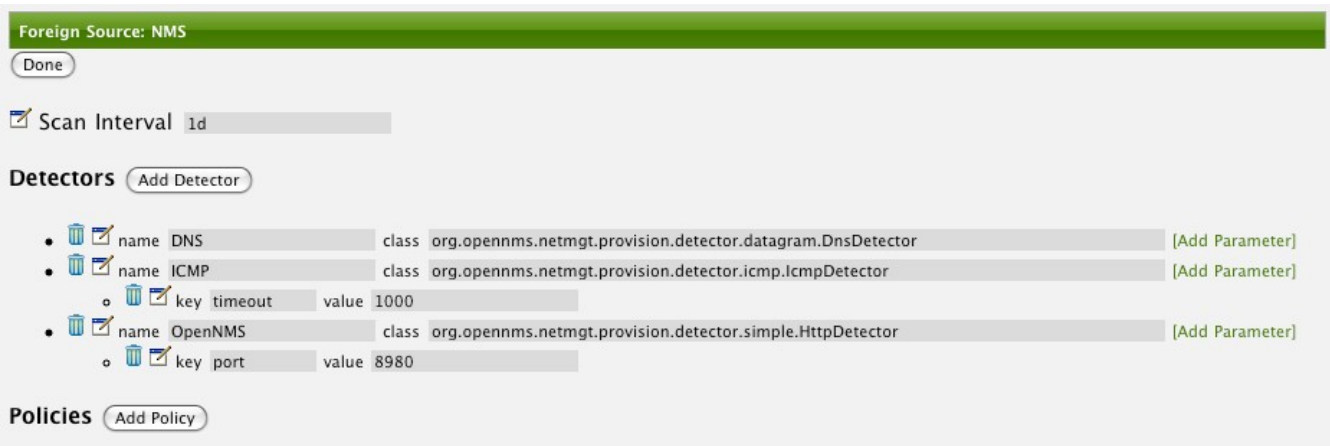 Foreign Source: NMS
Done
Scan Interval 1d
Detectors Add Detector
name DNS class org.opennms.netmgt.provision.detector.datagram.DnsDetector [Add Parameter]
name ICMP class org.opennms.netmgt.provision.detector.icmp.IcmpDetector [Add Parameter]
key timeout value 1000
name OpenNMS class org.opennms.netmgt.provision.detector.simple.HttpDetector [Add Parameter]
key port value 8980
Policies Add Policy